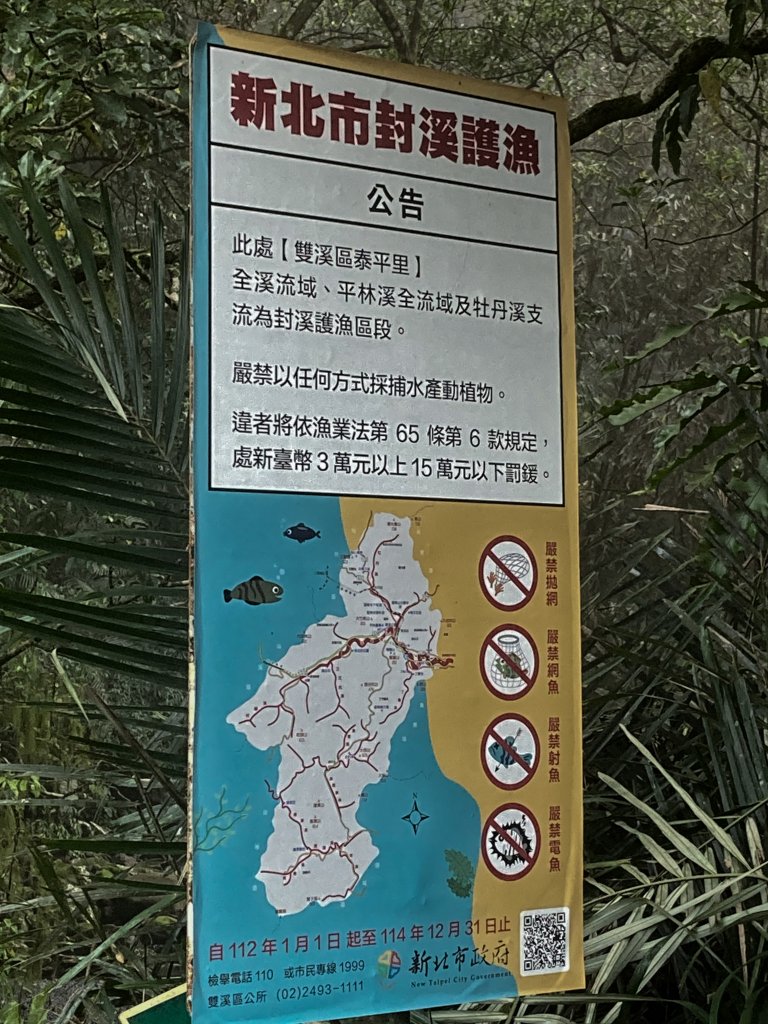 新北市封溪護漁
公告
此處【雙溪區泰平里】
全溪流域、平林溪全流域及牡丹溪支
流為封溪護漁區段。
嚴禁以任何方式採捕水產動植物。
違者將依漁業法第 65 條第 6 款規定，
處新臺幣 3 萬元以上 15 萬元以下罰鍰。
嚴禁拋網
嚴禁網魚
嚴禁射魚
嚴禁電魚
N
自 112 年 1 月 1 日 起至 114 年 12 月 31 日止
檢舉電話 110 或市民專線 1999
雙溪區公所 (02)2493-1111
新北市政府
New Taipei City Government